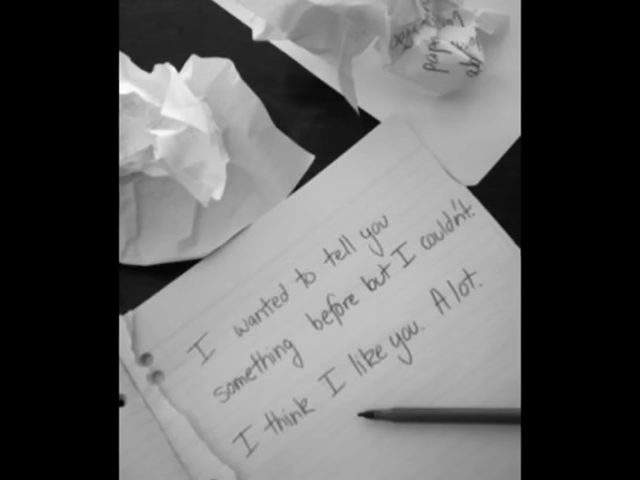 I wanted to tell you
something before but I couldn't.
I think I like you. A lot.